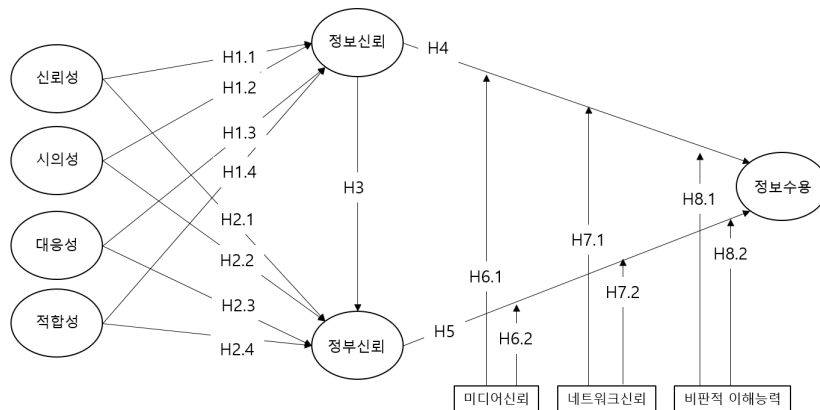 정보신뢰
H4
신뢰성
H1.1
H1.2
시의성
H1.3
H1.4
H3
정보수용
H8.1
H2.1
H7.1
대응성
H2.2
H8.2
H6.1
H7.2
H2.3
적합성
H2.4
정부신뢰
H5
H6.2
미디어신뢰
네트워크신뢰
비판적 이해능력